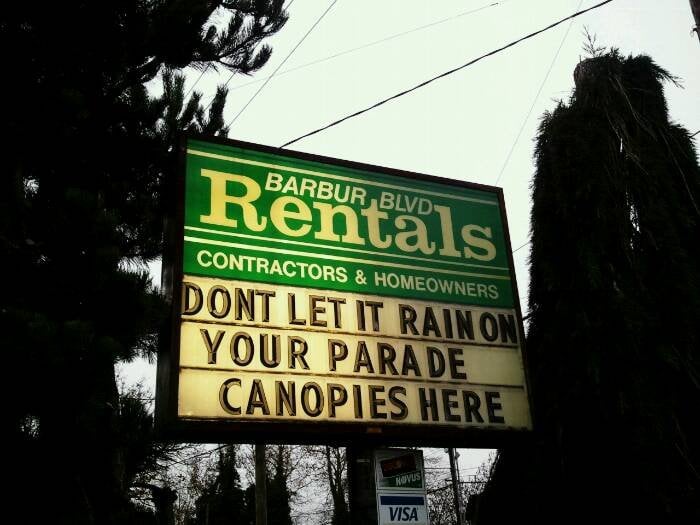 BARBUR BLVD
Rentals
CONTRACTORS & HOMEOWNERS
DONT LET IT RAIN ON
YOUR PARADE
CANOPIES HERE
NOVUS
VISA